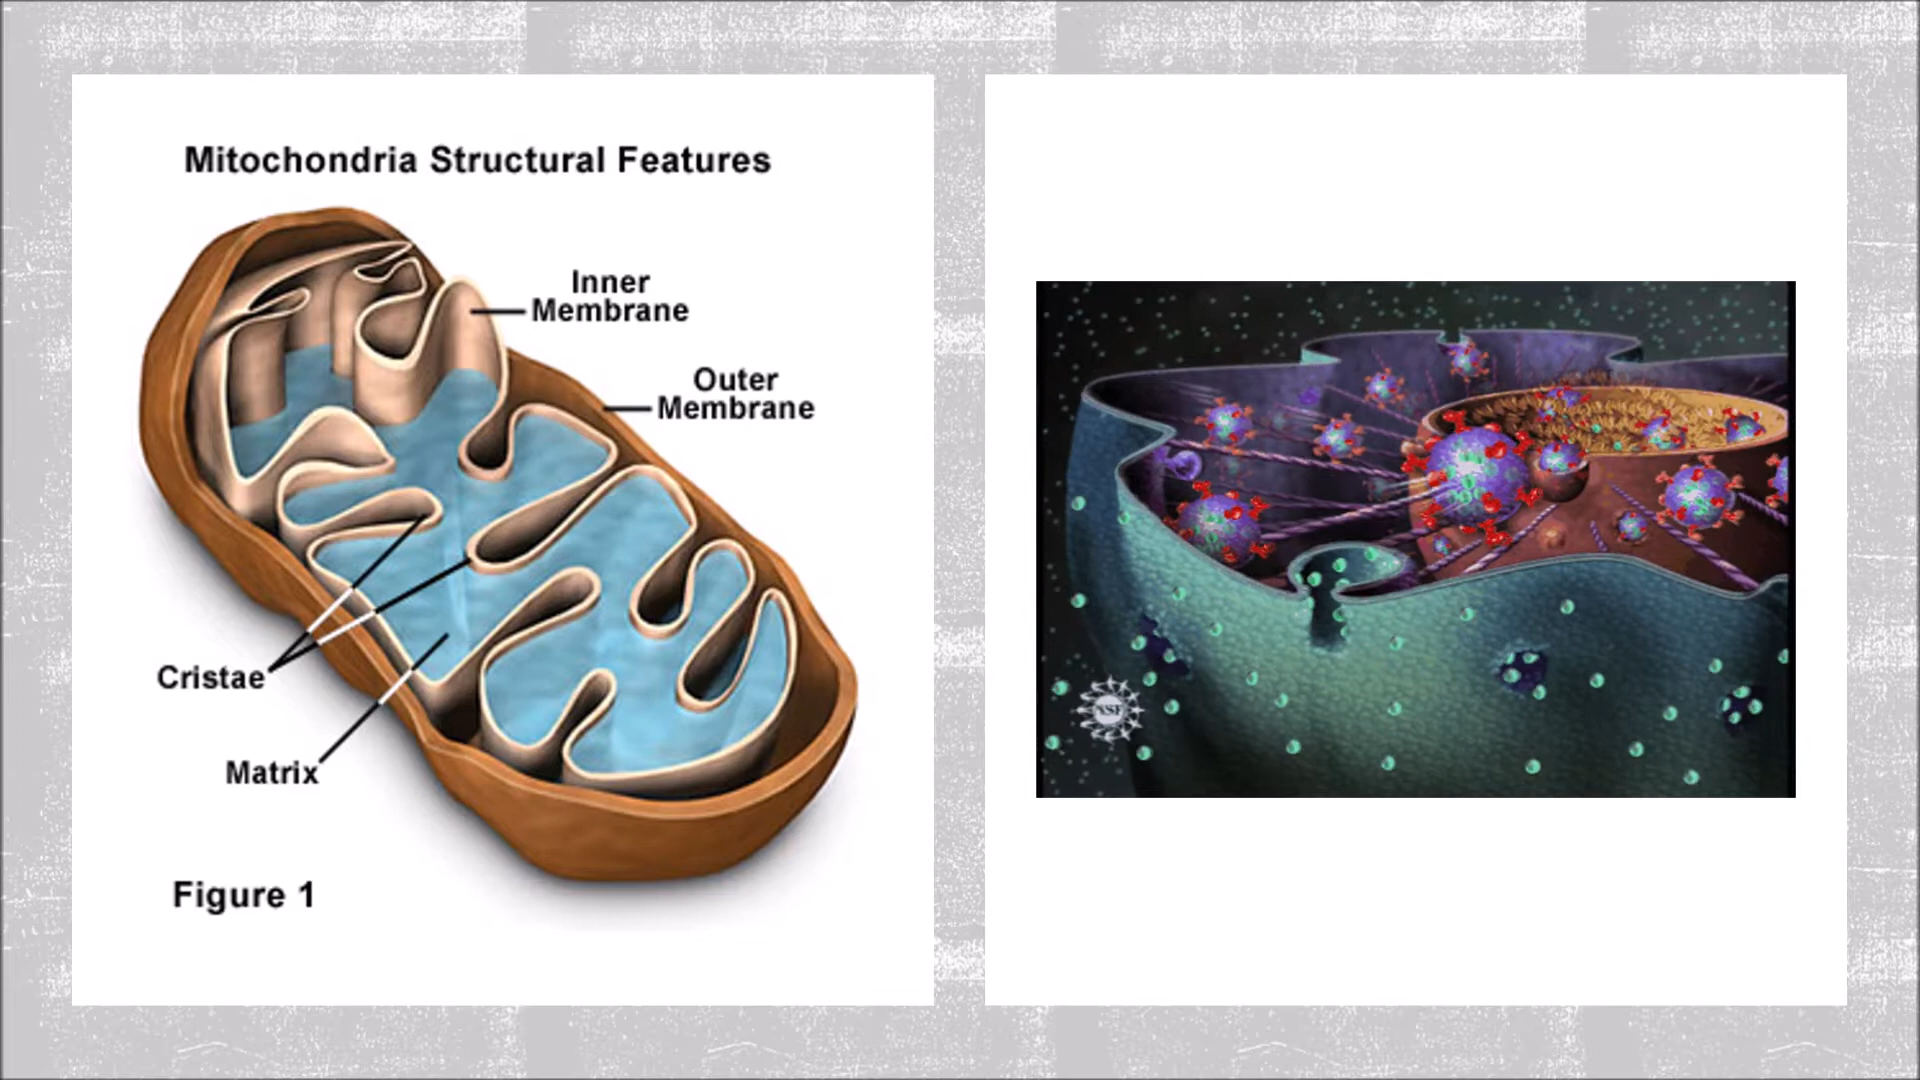 Mitochondria Structural Features
Inner
Membrane
Outer
Membrane
Cristae
Matrix
Figure 1
NSF